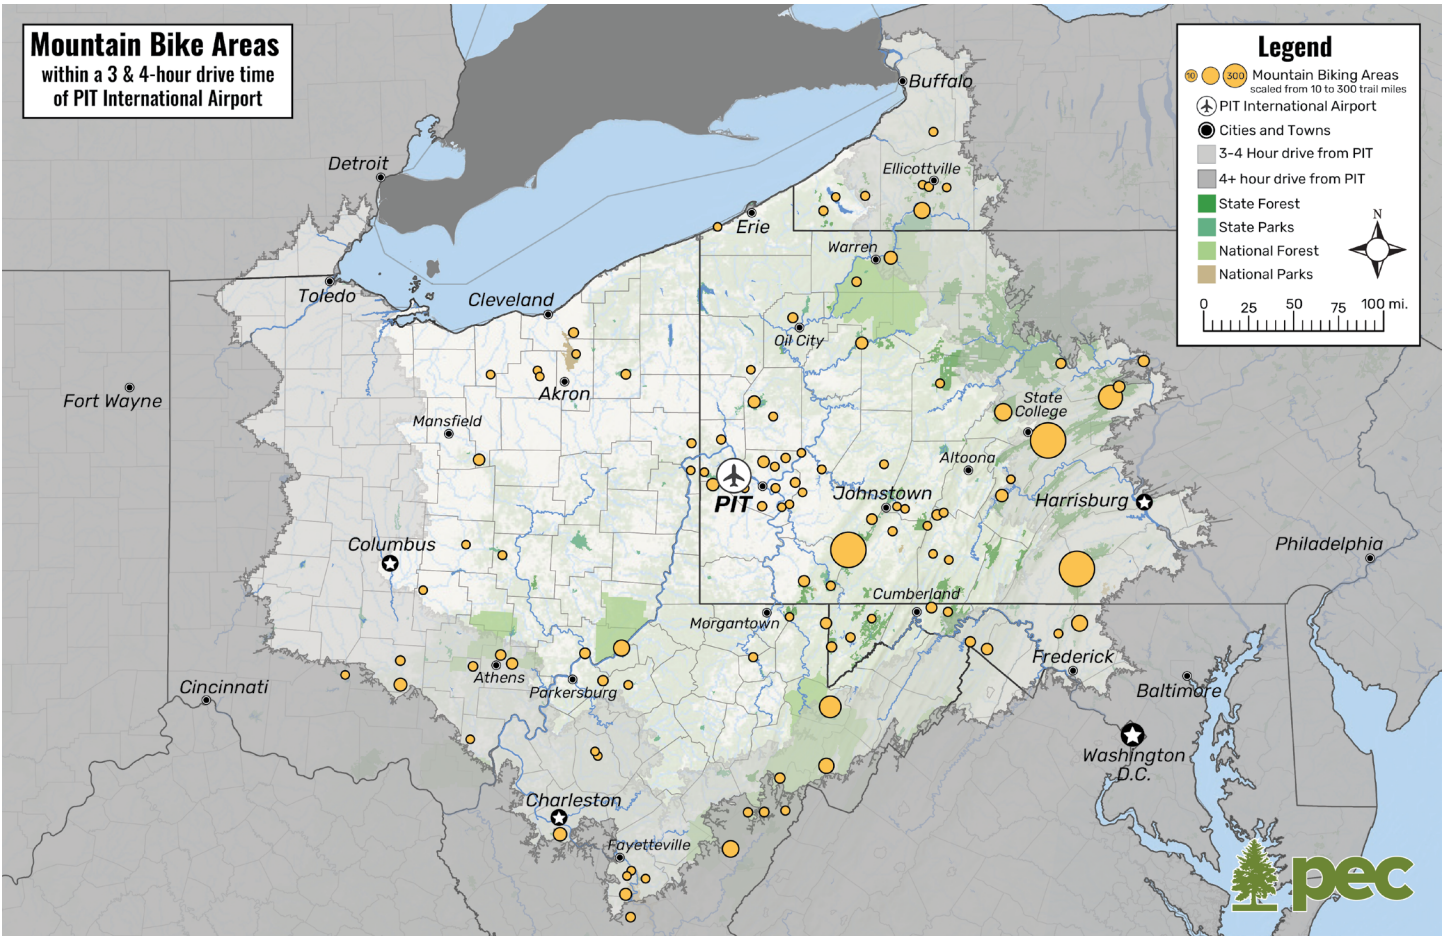 Mountain Bike Areas
within a 3 & 4-hour drive time
of PIT International Airport
Legend
10
300
Mountain Biking Areas
scaled from 10 to 300 trail miles
PIT International Airport
Cities and Towns
3-4 Hour drive from PIT
4+ hour drive from PIT
State Forest
State Parks
National Forest
National Parks
N
0 25 50 75 100 mi.
Buffalo
Detroit
Ellicottville
Erie
Warren
Toledo
Cleveland
Oil City
Akron
Fort Wayne
State
College
Mansfield
Altoona
PIT
Johnstown
Harrisburg
Columbus
Philadelphia
Cumberland
Morgantown
Frederick
Athens
Parkersburg
Cincinnati
Baltimore
Washington
D.C.
Charleston
Fayetteville
pec